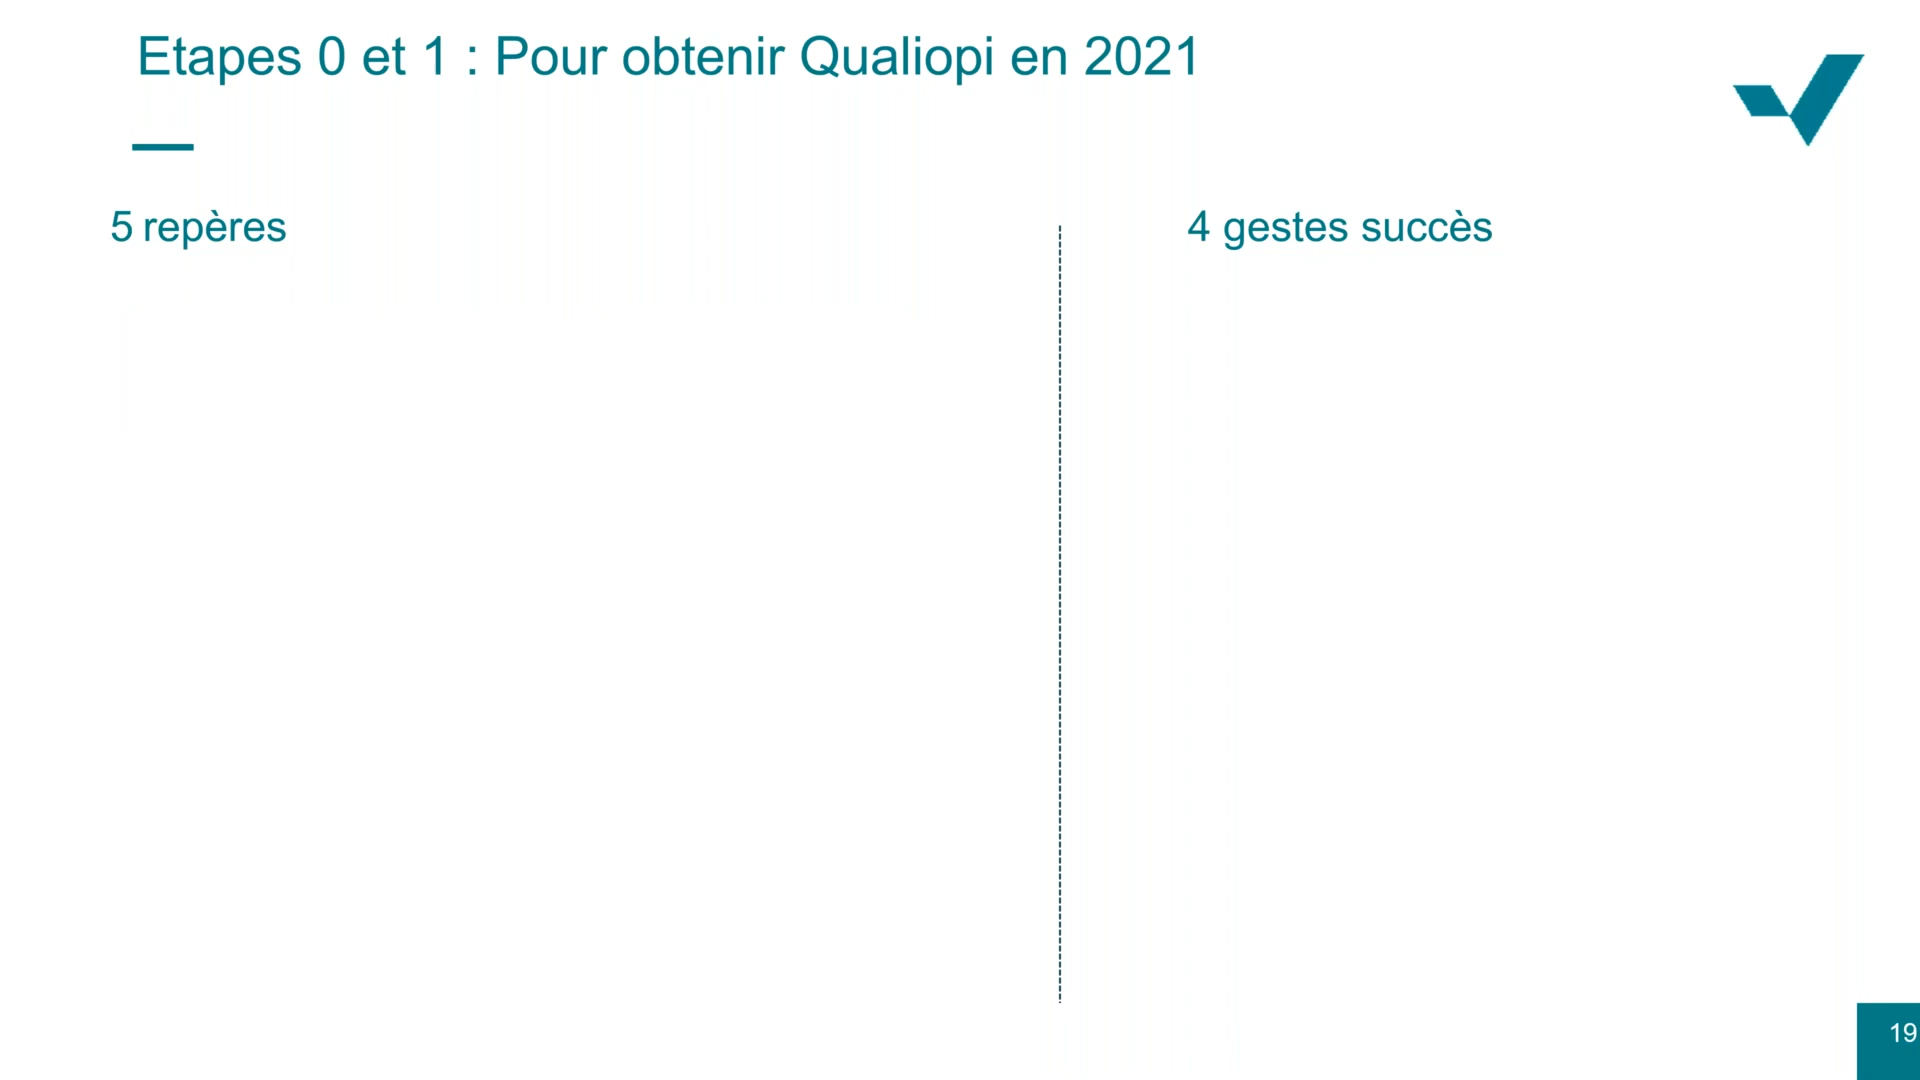 Etapes 0 et 1 : Pour obtenir Qualiopi en 2021
5 repères
4 gestes succès
19